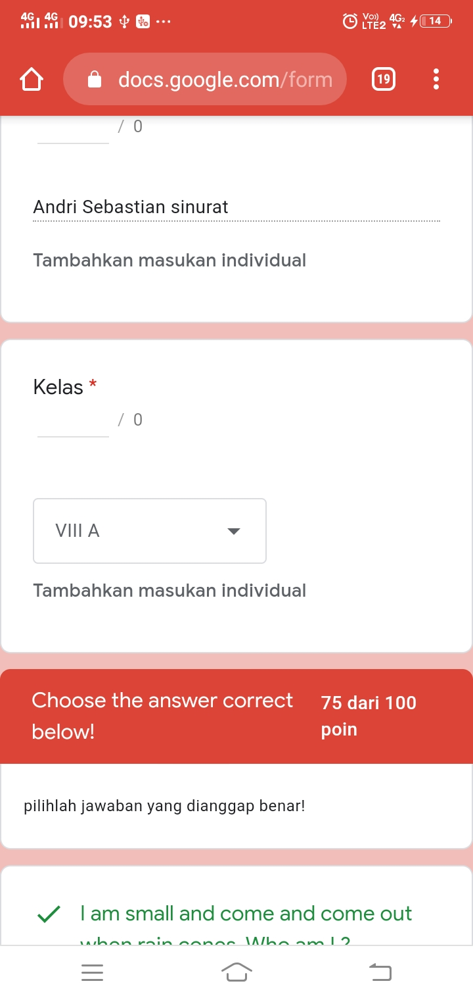 4G 4G 09:53 ... Vo)) LTE2 4G2 14
docs.google.com/form 19
/ 0
Andri Sebastian sinurat
Tambahkan masukan individual
Kelas *
/ 0
VIII A
Tambahkan masukan individual
Choose the answer correct
below!
75 dari 100
poin
pilihlah jawaban yang dianggap benar!
I am small and come and come out
when rain cones. Who am I ?